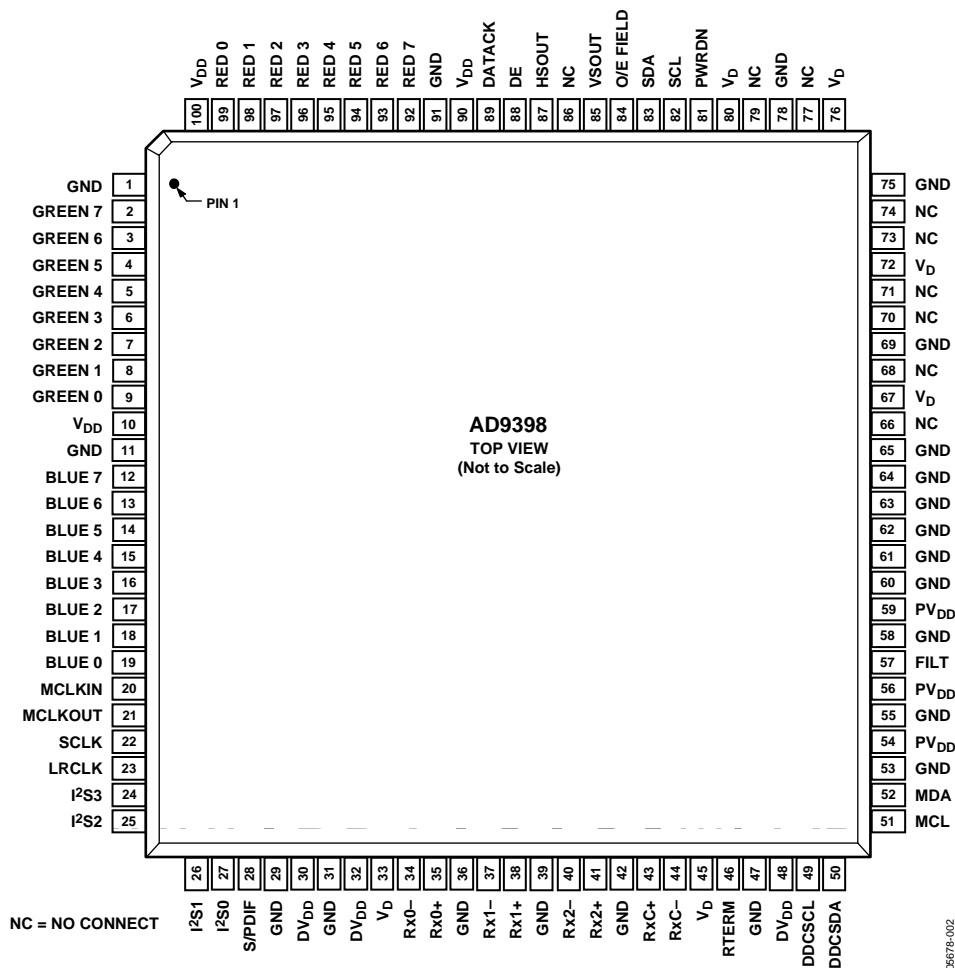 VDD RED 0 RED 1 RED 2 RED 3 RED 4 RED 5 RED 6 RED 7 GND VDD DATACK DE HSOUT NC VSOUT O/E FIELD SDA SCL PWRDN VD NC GND NC VD
100 99 98 97 96 95 94 93 92 91 90 89 88 87 86 85 84 83 82 81 80 79 78 77 76
GND 1
GREEN 7 2
GREEN 6 3
GREEN 5 4
GREEN 4 5
GREEN 3 6
GREEN 2 7
GREEN 1 8
GREEN 0 9
VDD 10
GND 11
BLUE 7 12
BLUE 6 13
BLUE 5 14
BLUE 4 15
BLUE 3 16
BLUE 2 17
BLUE 1 18
BLUE 0 19
MCLKIN 20
MCLKOUT 21
SCLK 22
LRCLK 23
I2S3 24
I2S2 25
PIN 1
AD9398
TOP VIEW
(Not to Scale)
75 GND
74 NC
73 NC
72 VD
71 NC
70 NC
69 GND
68 NC
67 VD
66 NC
65 GND
64 GND
63 GND
62 GND
61 GND
60 GND
59 PVDD
58 GND
57 FILT
56 PVDD
55 GND
54 PVDD
53 GND
52 MDA
51 MCL
26 27 28 29 30 31 32 33 34 35 36 37 38 39 40 41 42 43 44 45 46 47 48 49 50
I2S1 I2S0 S/PDIF GND DVDD GND DVDD VD Rx0– Rx0+ GND Rx1– Rx1+ GND Rx2– Rx2+ GND RxC+ RxC– VD RTERM GND DVDD DDCSCL DDCSDA
NC = NO CONNECT
05678-002